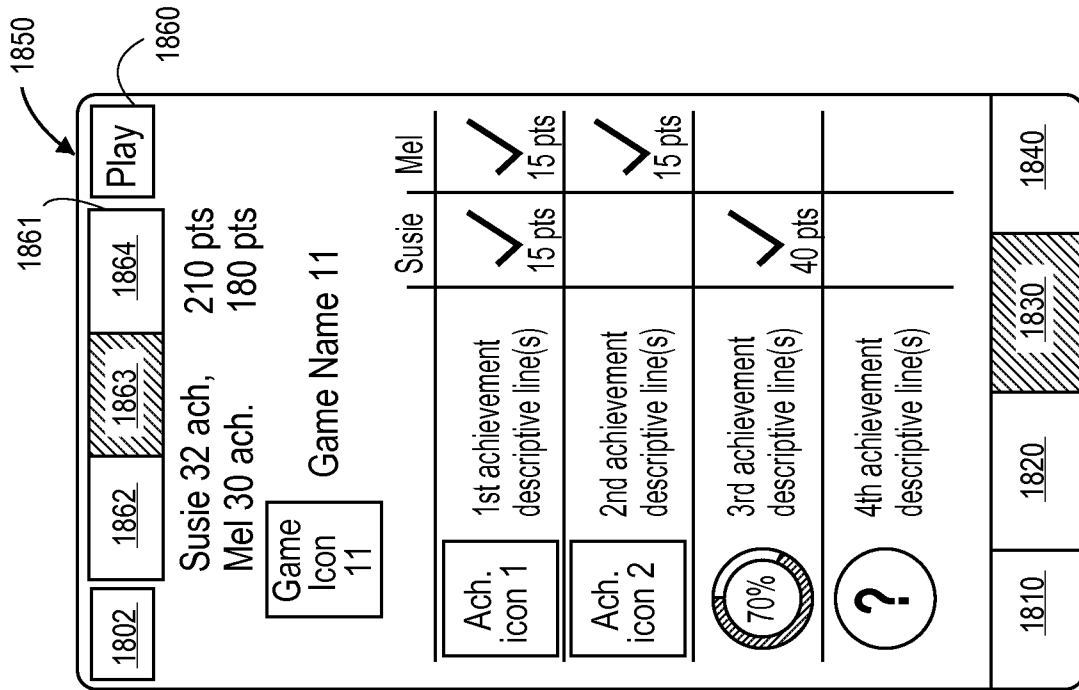 1850
1860
1861
1802
1862
1863
1864
Play
Susie 32 ach, 210 pts
Mel 30 ach. 180 pts
Game
Icon
11
Game Name 11
Susie
Mel
Ach.
icon 1
1st achievement
descriptive line(s)
15 pts
15 pts
Ach.
icon 2
2nd achievement
descriptive line(s)
15 pts
70%
3rd achievement
descriptive line(s)
40 pts
?
4th achievement
descriptive line(s)
1810
1820
1830
1840